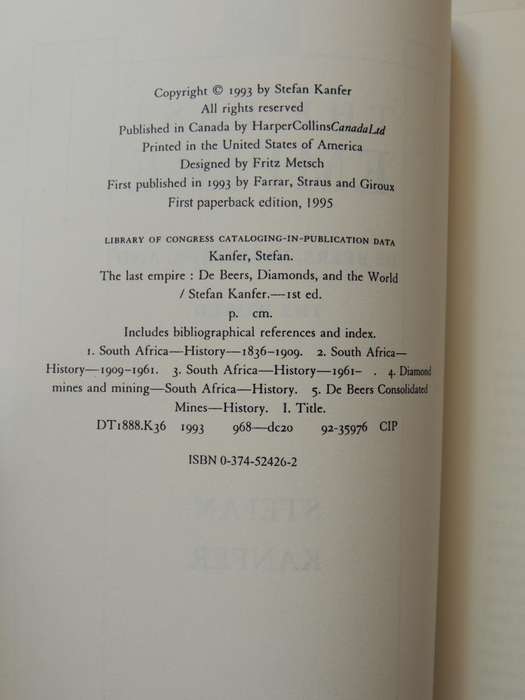 Copyright © 1993 by Stefan Kanfer
All rights reserved
Published in Canada by HarperCollinsCanadaLtd
Printed in the United States of America
Designed by Fritz Metsch
First published in 1993 by Farrar, Straus and Giroux
First paperback edition, 1995
LIBRARY OF CONGRESS CATALOGING-IN-PUBLICATION DATA
Kanfer, Stefan.
The last empire : De Beers, Diamonds, and the World
/ Stefan Kanfer.—1st ed.
p. cm.
Includes bibliographical references and index.
1. South Africa—History—1836-1909. 2. South Africa—
History—1909-1961. 3. South Africa—History—1961- . 4. Diamond
mines and mining—South Africa—History. 5. De Beers Consolidated
Mines—History. I. Title.
DT1888.K36 1993 968—dc20 92-35976 CIP
ISBN 0-374-52426-2
STEFAN
KANFER